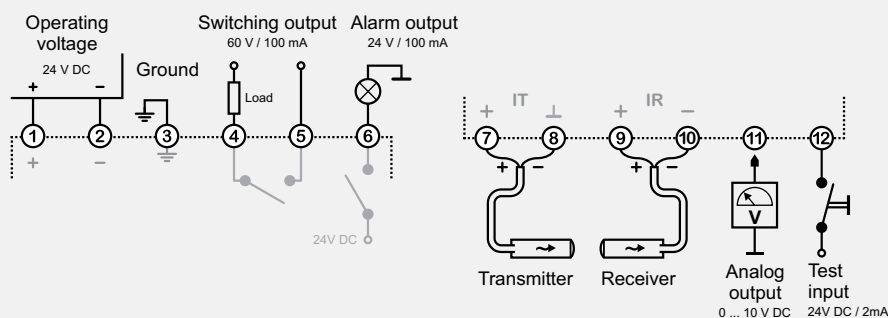 Operating
voltage
24 V DC
+ −
Ground
Switching output
60 V / 100 mA
Load
Alarm output
24 V / 100 mA
1 2 3 4 5 6
+ −
24V DC
+ IT ⊥ + IR −
7 8 9 10 11 12
+ − + −
V
Transmitter
Receiver
Analog
output
0 ... 10 V DC
Test
input
24V DC / 2mA